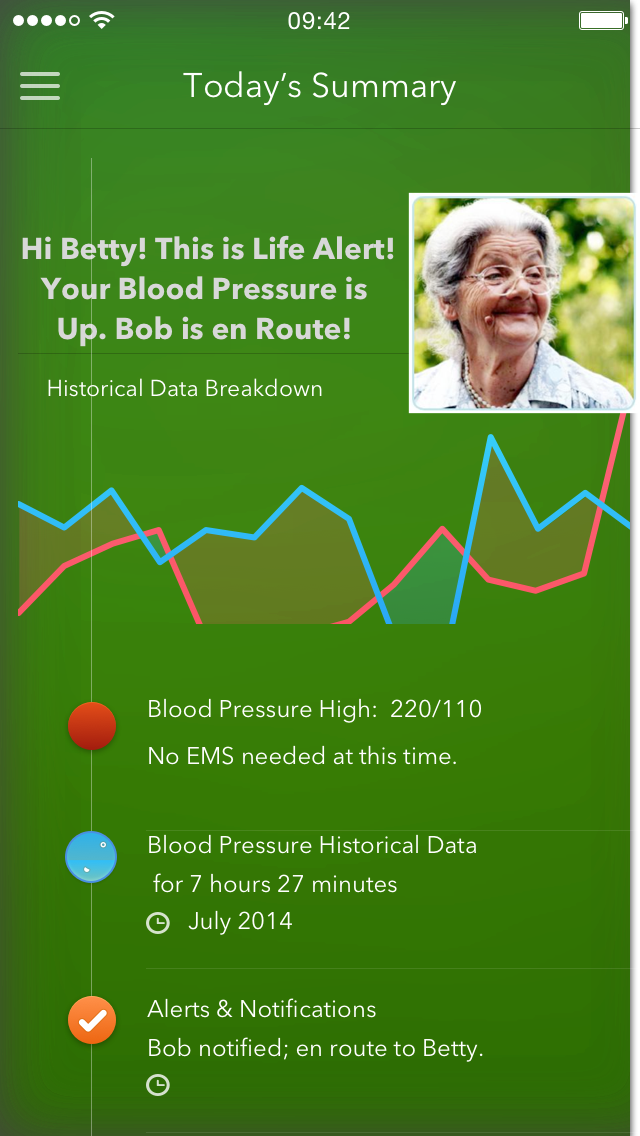 09:42
Today’s Summary
Hi Betty! This is Life Alert!
Your Blood Pressure is
Up. Bob is en Route!
Historical Data Breakdown
Blood Pressure High:  220/110
No EMS needed at this time.
Blood Pressure Historical Data
for 7 hours 27 minutes
July 2014
Alerts & Notifications
Bob notified; en route to Betty.